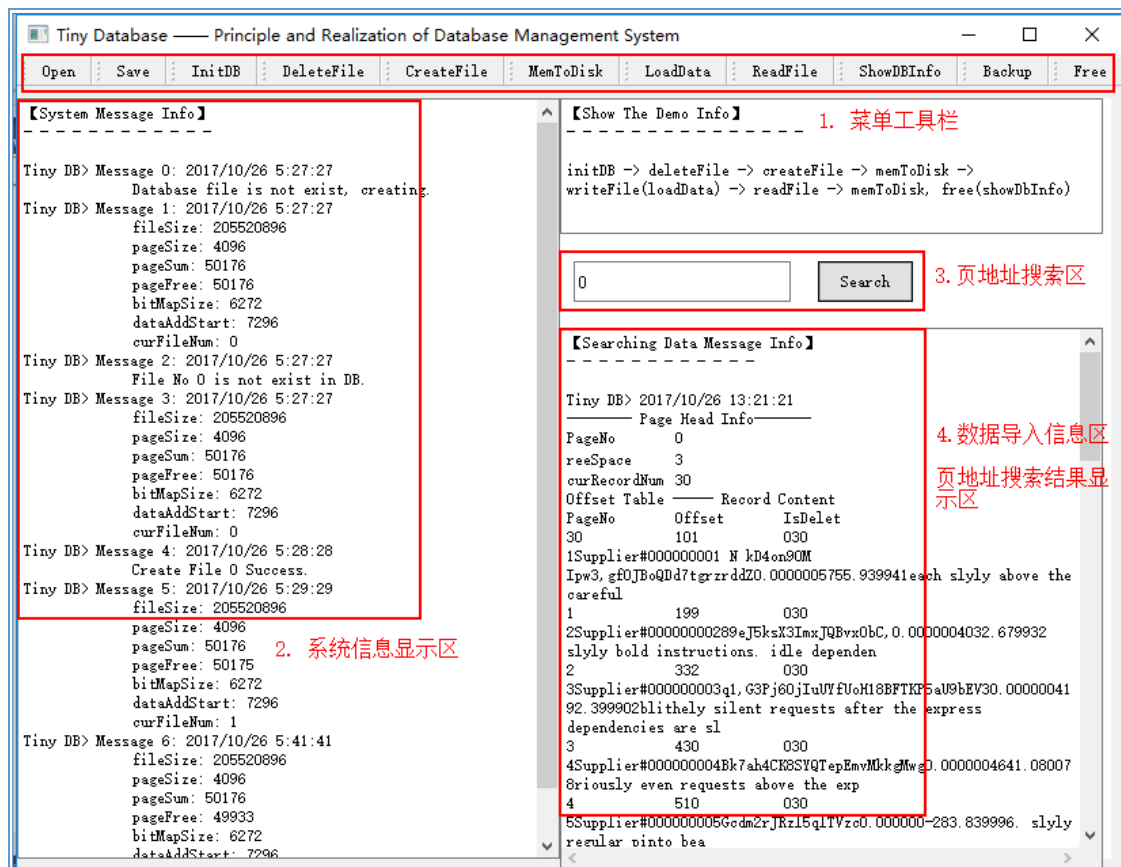 Tiny Database —— Principle and Realization of Database Management System
Open Save InitDB DeleteFile CreateFile MemToDisk LoadData ReadFile ShowDBInfo Backup Free
【System Message Info】
- - - - - - - - - - - - -
Tiny DB> Message 0: 2017/10/26 5:27:27
Database file is not exist, creating.
Tiny DB> Message 1: 2017/10/26 5:27:27
fileSize: 205520896
pageSize: 4096
pageSum: 50176
pageFree: 50176
bitMapSize: 6272
dataAddStart: 7296
curFileNum: 0
Tiny DB> Message 2: 2017/10/26 5:27:27
File No 0 is not exist in DB.
Tiny DB> Message 3: 2017/10/26 5:27:27
fileSize: 205520896
pageSize: 4096
pageSum: 50176
pageFree: 50176
bitMapSize: 6272
dataAddStart: 7296
curFileNum: 0
Tiny DB> Message 4: 2017/10/26 5:28:28
Create File 0 Success.
Tiny DB> Message 5: 2017/10/26 5:29:29
fileSize: 205520896
pageSize: 4096
pageSum: 50176
pageFree: 50175
bitMapSize: 6272
dataAddStart: 7296
curFileNum: 1
Tiny DB> Message 6: 2017/10/26 5:41:41
fileSize: 205520896
pageSize: 4096
pageSum: 50176
pageFree: 49933
bitMapSize: 6272
dataAddStart: 7296
2. 系统信息显示区
【Show The Demo Info】
- - - - - - - - - - - - - - -
1. 菜单工具栏
initDB -> deleteFile -> createFile -> memToDisk ->
writeFile(loadData) -> readFile -> memToDisk, free(showDbInfo)
0 Search
3.页地址搜索区
【Searching Data Message Info】
- - - - - - - - - - - - -
Tiny DB> 2017/10/26 13:21:21
———— Page Head Info————
PageNo 0
reeSpace 3
curRecordNum 30
Offset Table —— Record Content
PageNo Offset IsDelet
30 101 030
1Supplier#000000001 N kD4on9OM
Ipw3,gf0JBoQDd7tgrzrddZ0.0000005755.939941each slyly above the
careful
1 199 030
2Supplier#00000000289eJ5ksX3ImxJQBvxObC,0.0000004032.679932
slyly bold instructions. idle dependen
2 332 030
3Supplier#000000003q1,G3Pj6OjIuUYfUoH18BFTKP5aU9bEV30.00000041
92.399902blithely silent requests after the express
dependencies are sl
3 430 030
4Supplier#000000004Bk7ah4CK8SYQTepEmvMkkgMwg0.0000004641.08007
8riously even requests above the exp
4 510 030
5Supplier#000000005Gcdm2rJRzl5qlTVzc0.000000-283.839996. slyly
regular pinto bea
4.数据导入信息区
页地址搜索结果显
示区